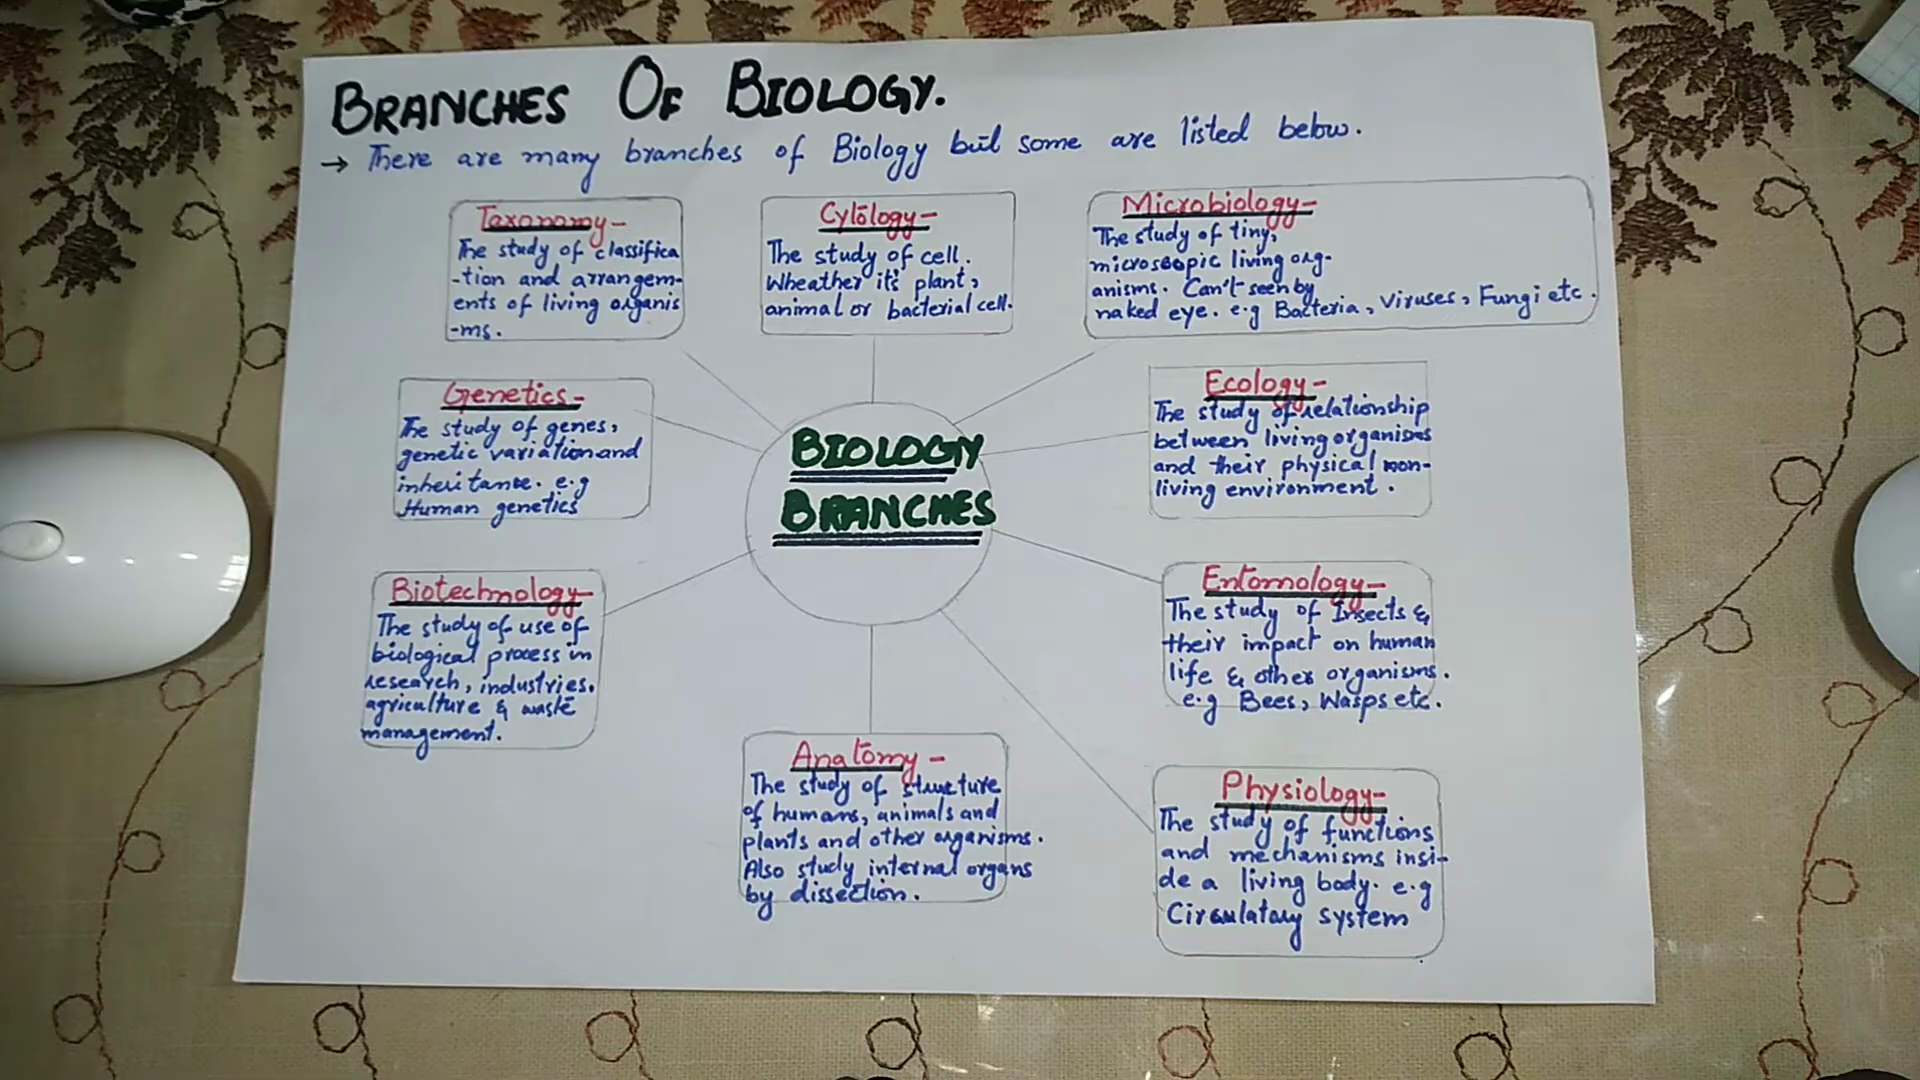 BRANCHES OF BIOLOGY.
→ There are many branches of Biology but some are listed below.
Taxonomy-
The study of classifica
-tion and arrangem-
ents of living organis
-ms.
Cytology-
The study of cell.
Wheather it's plant,
animal or bacterial cell.
Microbiology-
The study of tiny,
microscopic living org-
anisms. Can't seen by
naked eye. e.g Bacteria, Viruses, Fungi etc.
Genetics-
The study of genes,
genetic variation and
inheritance. e.g
Human genetics
BIOLOGY
BRANCHES
Ecology-
The study of relationship
between living organisms
and their physical non-
living environment.
Biotechnology-
The study of use of
biological process in
research, industries,
agriculture & waste
management.
Entomology-
The study of Insects &
their impact on human
life & other organisms.
e.g Bees, Wasps etc.
Anatomy-
The study of structure
of humans, animals and
plants and other organisms.
Also study internal organs
by dissection.
Physiology-
The study of functions
and mechanisms insi-
de a living body. e.g
Circulatory system